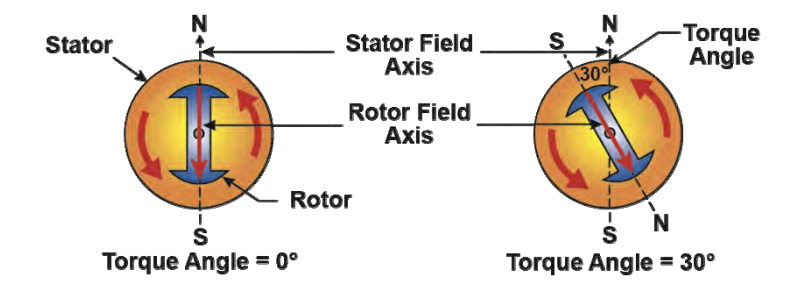 N
Stator
Stator Field
Axis
Rotor Field
Axis
Rotor
S
Torque Angle = 0°
S
N
Torque
Angle
30°
S
N
Torque Angle = 30°